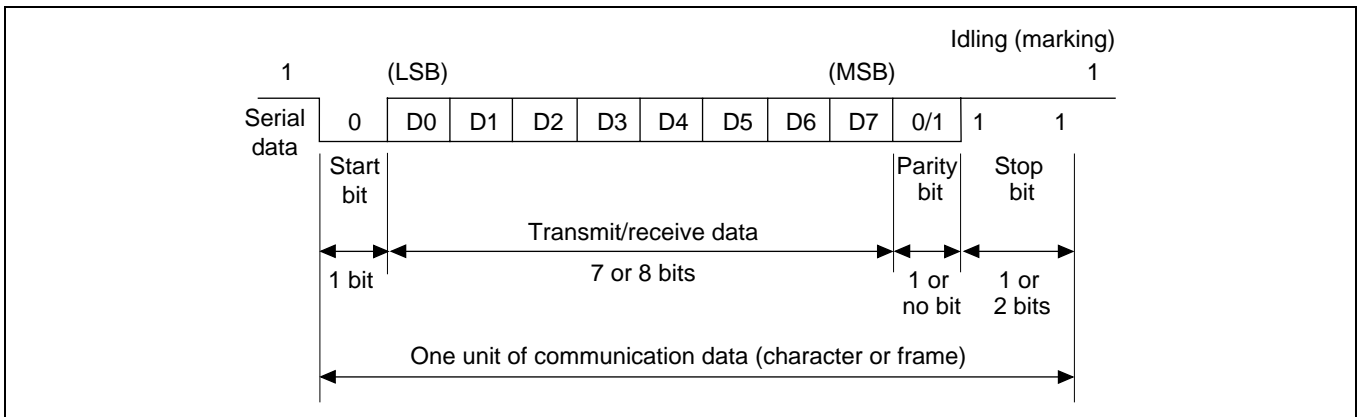 Idling (marking)
1 (LSB) (MSB) 1
Serial data
0 D0 D1 D2 D3 D4 D5 D6 D7 0/1 1 1
Start
bit
Parity
bit
Stop
bit
Transmit/receive data
1 bit
7 or 8 bits
1 or
no bit
1 or
2 bits
One unit of communication data (character or frame)